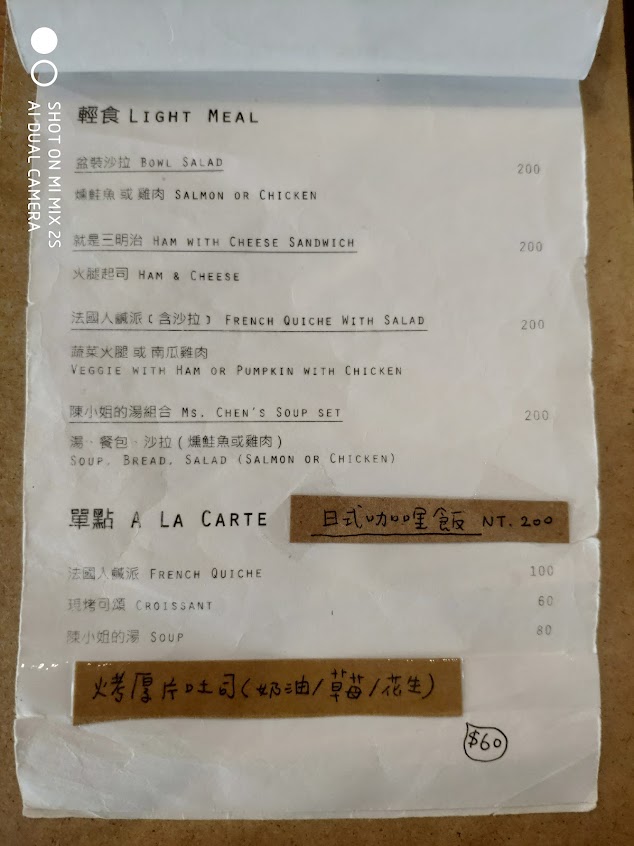 輕食 LIGHT MEAL
盆裝沙拉 BOWL SALAD 200
燻鮭魚 或 雞肉 SALMON OR CHICKEN
就是三明治 HAM WITH CHEESE SANDWICH 200
火腿起司 HAM & CHEESE
法國人鹹派(含沙拉) FRENCH QUICHE WITH SALAD 200
蔬菜火腿 或 南瓜雞肉
VEGGIE WITH HAM OR PUMPKIN WITH CHICKEN
陳小姐的湯組合 MS. CHEN'S SOUP SET 200
湯、餐包、沙拉(燻鮭魚或雞肉)
SOUP, BREAD, SALAD (SALMON OR CHICKEN)
單點 A LA CARTE
日式咖哩飯 NT. 200
法國人鹹派 FRENCH QUICHE 100
現烤可頌 CROISSANT 60
陳小姐的湯 SOUP 80
烤厚片吐司(奶油/草莓/花生)
$60
SHOT ON MI MIX 2S
AI DUAL CAMERA